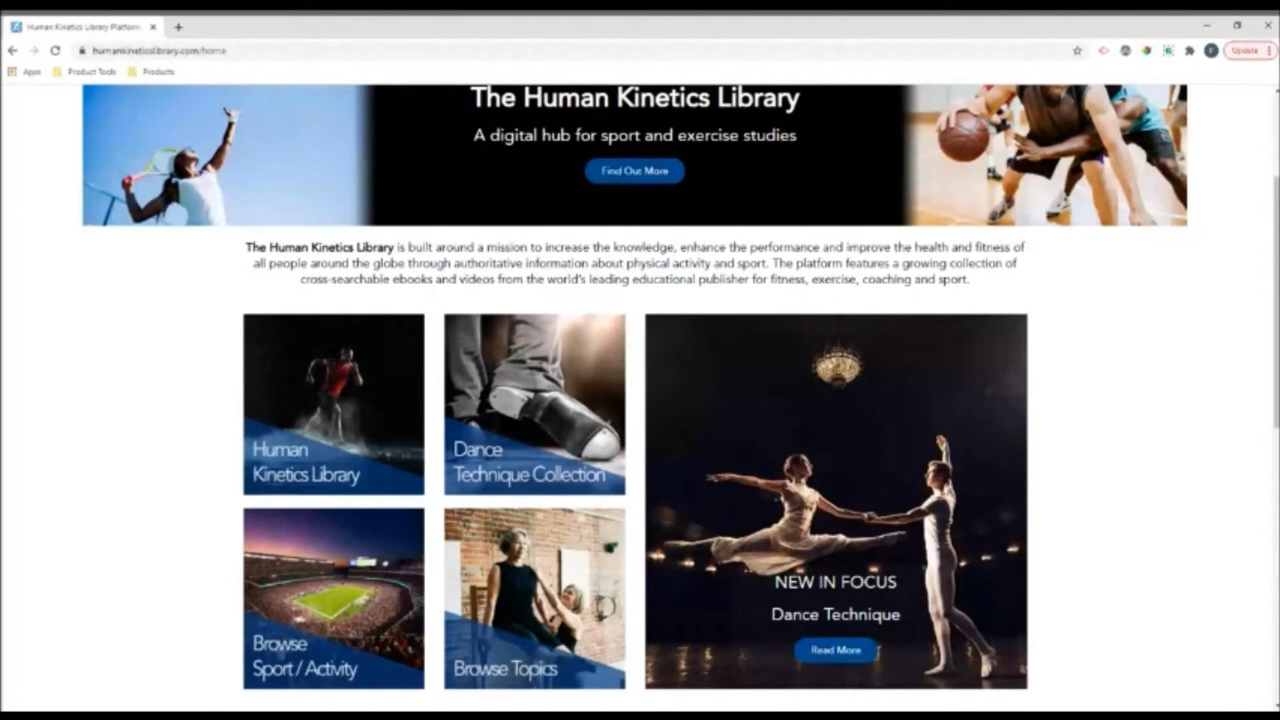 Human Kinetics Library Platform
humankineticslibrary.com/home
Update
Apps
Product Tools
Products
The Human Kinetics Library
A digital hub for sport and exercise studies
Find Out More
The Human Kinetics Library is built around a mission to increase the knowledge, enhance the performance and improve the health and fitness of
all people around the globe through authoritative information about physical activity and sport. The platform features a growing collection of
cross-searchable ebooks and videos from the world's leading educational publisher for fitness, exercise, coaching and sport.
Human
Kinetics Library
Dance
Technique Collection
Browse
Sport / Activity
Browse Topics
NEW IN FOCUS
Dance Technique
Read More